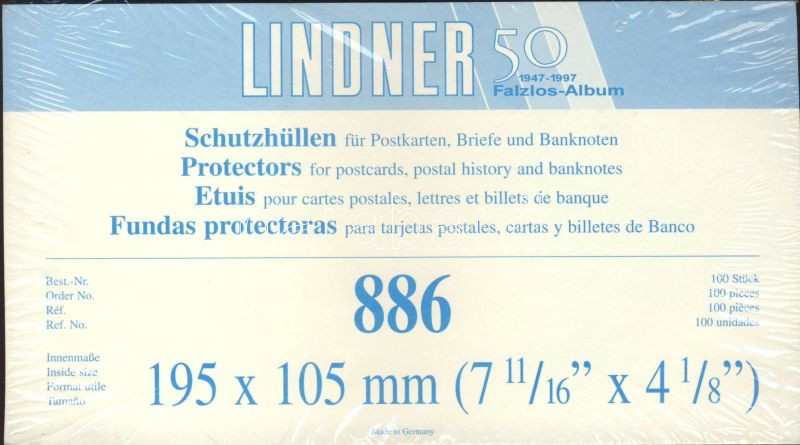 LINDNER 50
1947-1997
Falzlos-Album
Schutzhüllen für Postkarten, Briefe und Banknoten
Protectors for postcards, postal history and banknotes
Etuis pour cartes postales, lettres et billets de banque
Fundas protectoras para tarjetas postales, cartas y billetes de Banco
Best.-Nr.
Order No.
Réf.
Ref. No.
886
100 Stück
100 pieces
100 pièces
100 unidades
Innenmaße
Inside size
Format utile
Tamaño
195 x 105 mm (7 11/16” x 4 1/8”)
Made in Germany